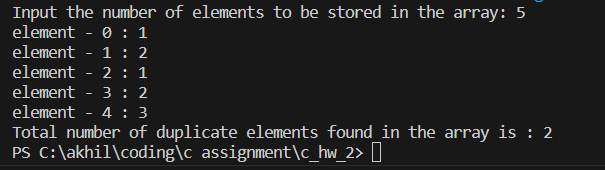 Input the number of elements to be stored in the array: 5
element - 0 : 1
element - 1 : 2
element - 2 : 1
element - 3 : 2
element - 4 : 3
Total number of duplicate elements found in the array is : 2
PS C:\akhil\coding\c assignment\c_hw_2>